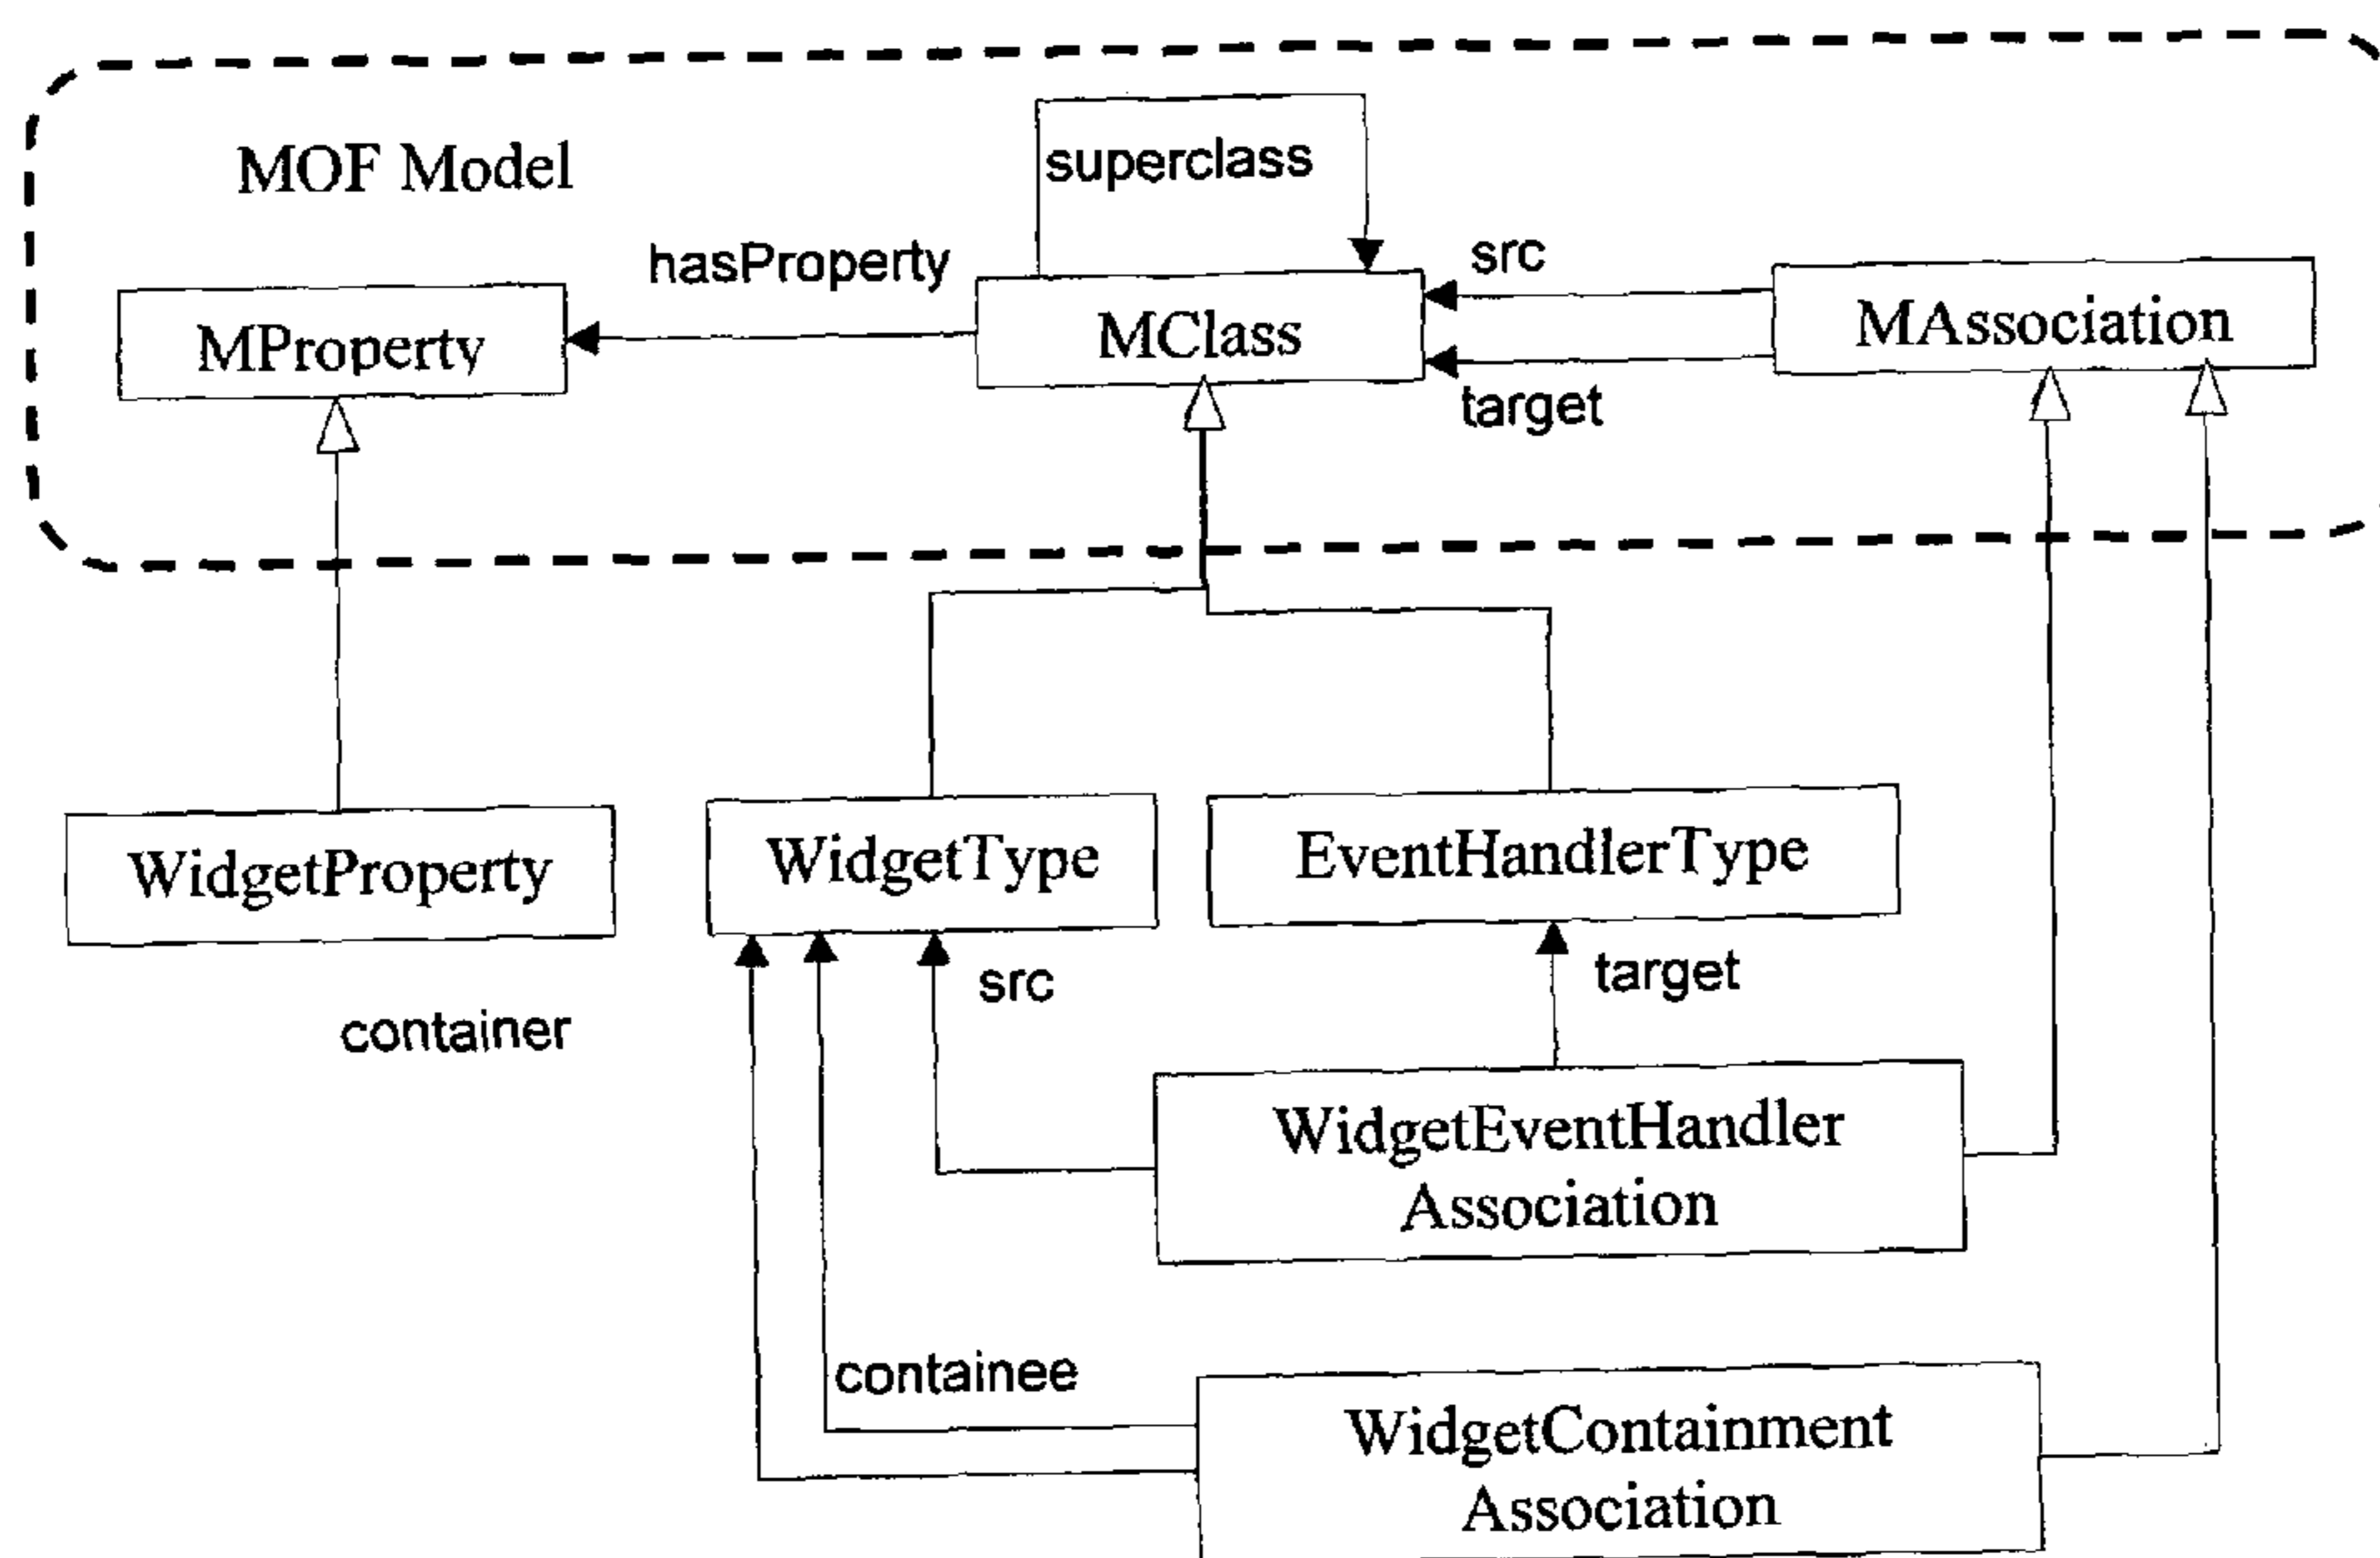 MOF Model
superclass
hasProperty
src
MProperty
MClass
MAssociation
target
WidgetProperty
WidgetType
EventHandlerType
src
target
container
WidgetEventHandler
Association
containee
WidgetContainment
Association